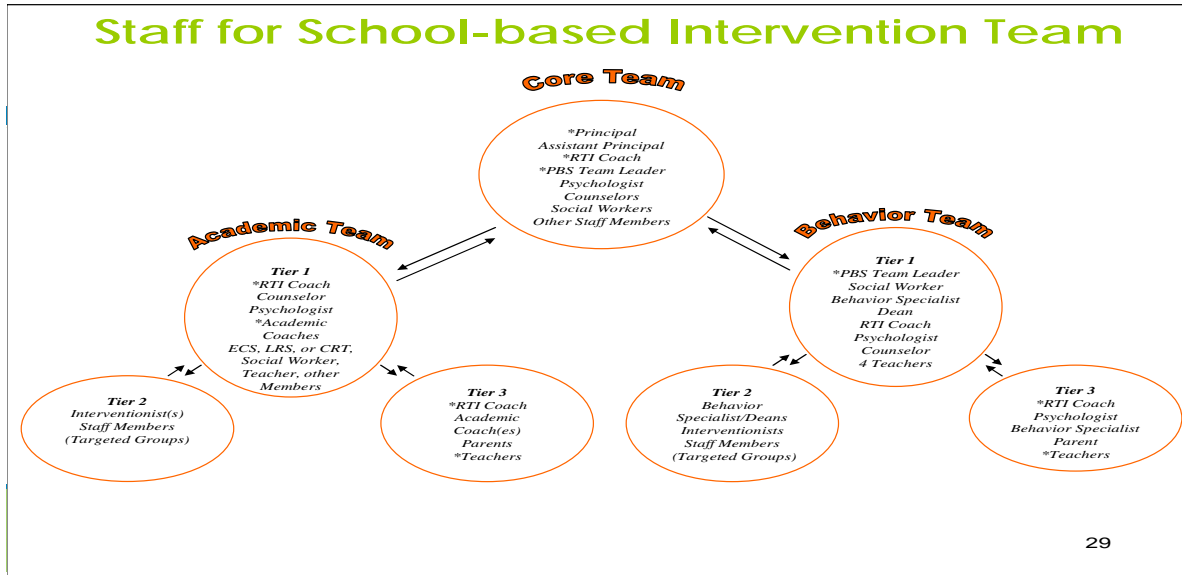 Staff for School-based Intervention Team
Core Team
*Principal
Assistant Principal
*RTI Coach
*PBS Team Leader
Psychologist
Counselors
Social Workers
Other Staff Members
Academic Team
Tier 1
*RTI Coach
Counselor
Psychologist
*Academic
Coaches
ECS, LRS, or CRT,
Social Worker,
Teacher, other
Members
Behavior Team
Tier 1
*PBS Team Leader
Social Worker
Behavior Specialist
Dean
RTI Coach
Psychologist
Counselor
4 Teachers
Tier 2
Interventionist(s)
Staff Members
(Targeted Groups)
Tier 3
*RTI Coach
Academic
Coach(es)
Parents
*Teachers
Tier 2
Behavior
Specialist/Deans
Interventionists
Staff Members
(Targeted Groups)
Tier 3
*RTI Coach
Psychologist
Behavior Specialist
Parent
*Teachers
29